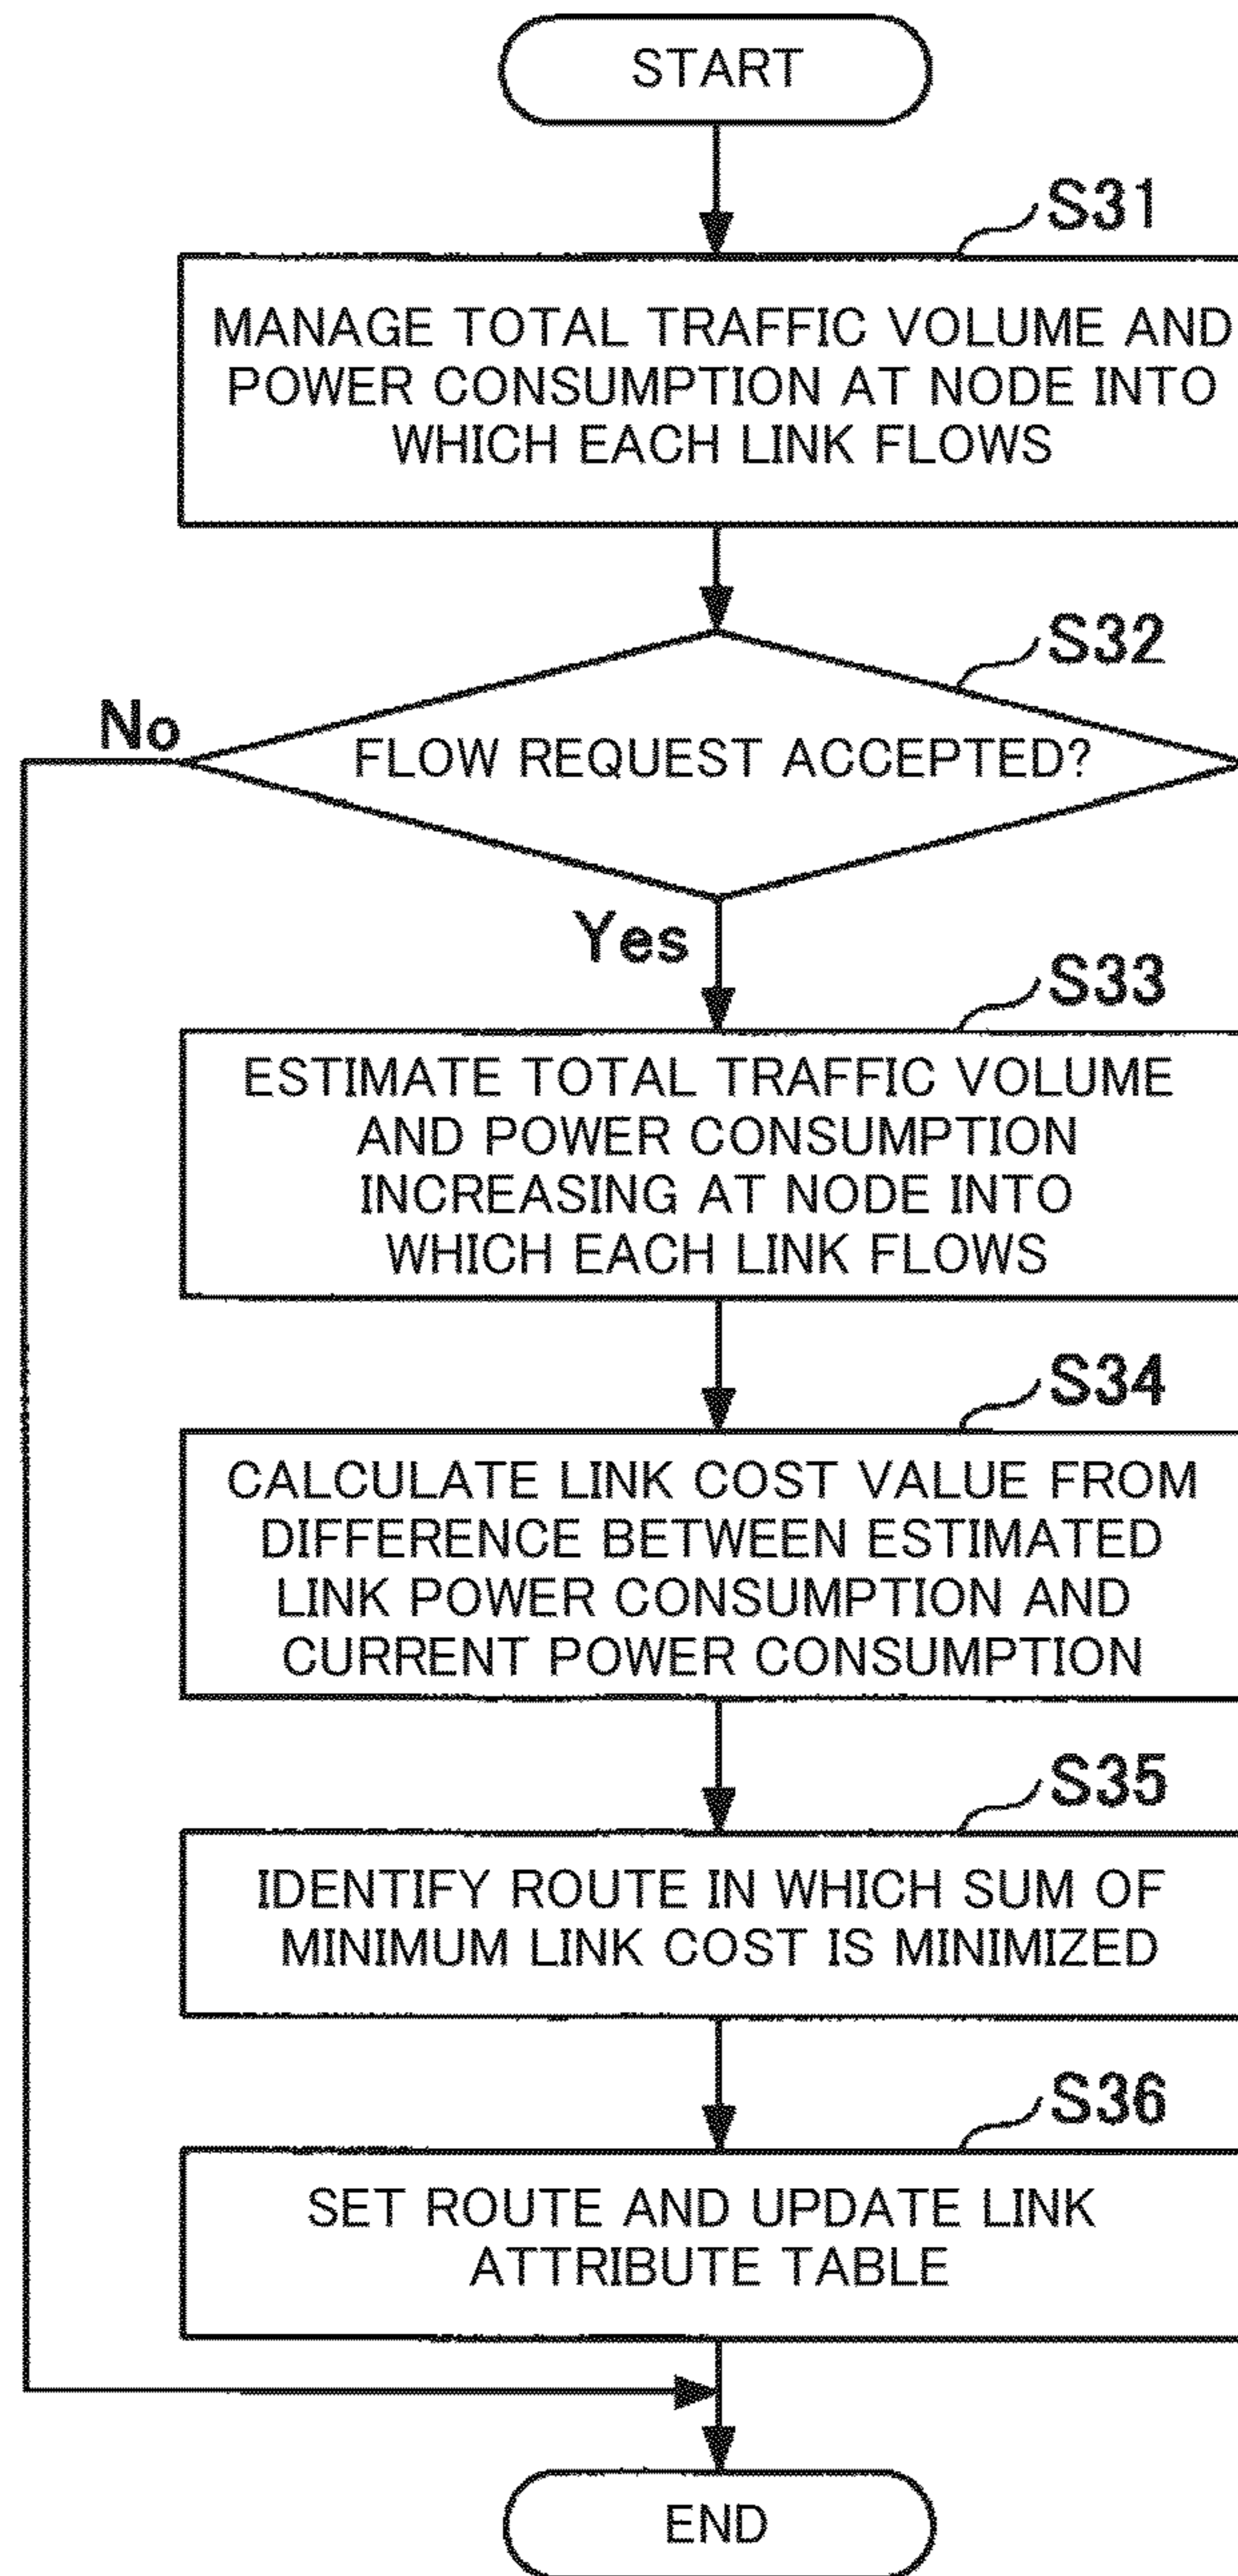 START
S31
MANAGE TOTAL TRAFFIC VOLUME AND
POWER CONSUMPTION AT NODE INTO
WHICH EACH LINK FLOWS
S32
No
FLOW REQUEST ACCEPTED?
Yes
S33
ESTIMATE TOTAL TRAFFIC VOLUME
AND POWER CONSUMPTION
INCREASING AT NODE INTO
WHICH EACH LINK FLOWS
S34
CALCULATE LINK COST VALUE FROM
DIFFERENCE BETWEEN ESTIMATED
LINK POWER CONSUMPTION AND
CURRENT POWER CONSUMPTION
S35
IDENTIFY ROUTE IN WHICH SUM OF
MINIMUM LINK COST IS MINIMIZED
S36
SET ROUTE AND UPDATE LINK
ATTRIBUTE TABLE
END